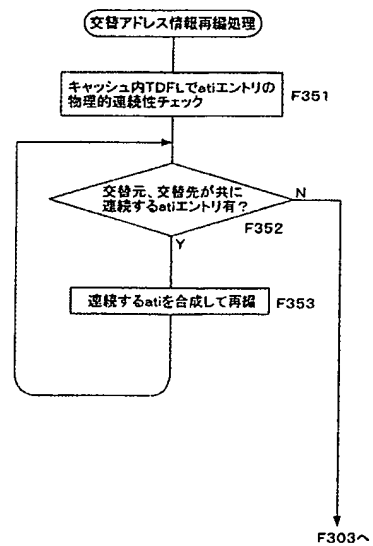 交替アドレス情報再編処理
キャッシュ内TDFLでatiエントリの
物理的連続性チェック
F351
交替元、交替先が共に
連続するatiエントリ有?
N
F352
Y
連続するatiを合成して再編
F353
F303へ